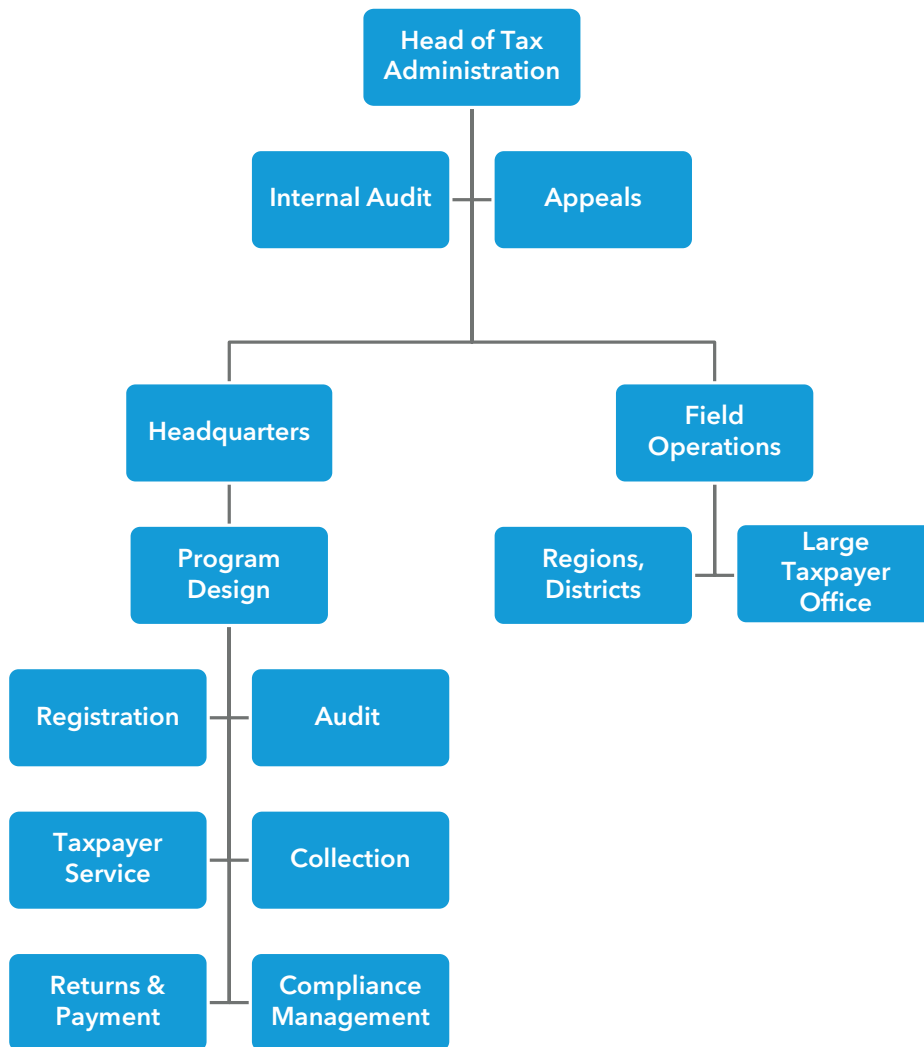 Head of Tax
Administration
Internal Audit
Appeals
Headquarters
Field
Operations
Program
Design
Regions,
Districts
Large
Taxpayer
Office
Registration
Audit
Taxpayer
Service
Collection
Returns &
Payment
Compliance
Management